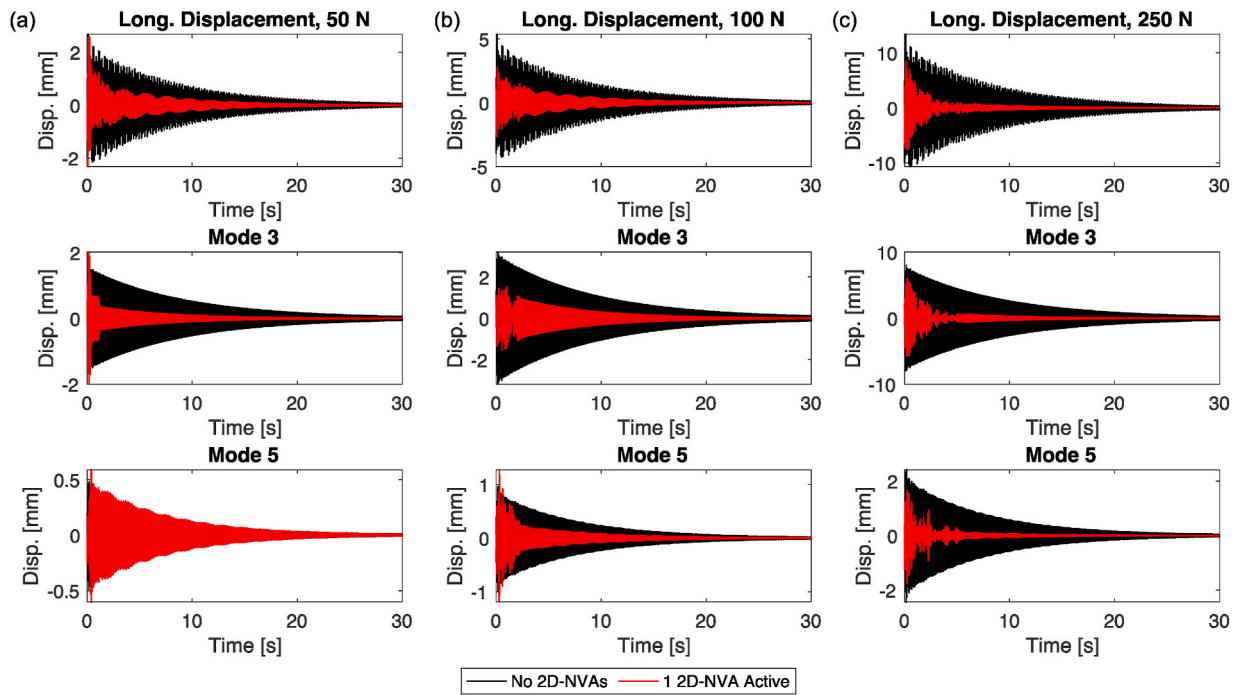 (a)
Long. Displacement, 50 N
Disp. [mm]
2
0
-2
0 10 20 30
Time [s]
(b)
Long. Displacement, 100 N
Disp. [mm]
5
0
-5
0 10 20 30
Time [s]
(c)
Long. Displacement, 250 N
Disp. [mm]
10
0
-10
0 10 20 30
Time [s]
Mode 3
Disp. [mm]
2
0
-2
0 10 20 30
Time [s]
Mode 3
Disp. [mm]
2
0
-2
0 10 20 30
Time [s]
Mode 3
Disp. [mm]
10
0
-10
0 10 20 30
Time [s]
Mode 5
Disp. [mm]
0.5
0
-0.5
0 10 20 30
Time [s]
Mode 5
Disp. [mm]
1
0
-1
0 10 20 30
Time [s]
Mode 5
Disp. [mm]
2
0
-2
0 10 20 30
Time [s]
No 2D-NVAs 1 2D-NVA Active